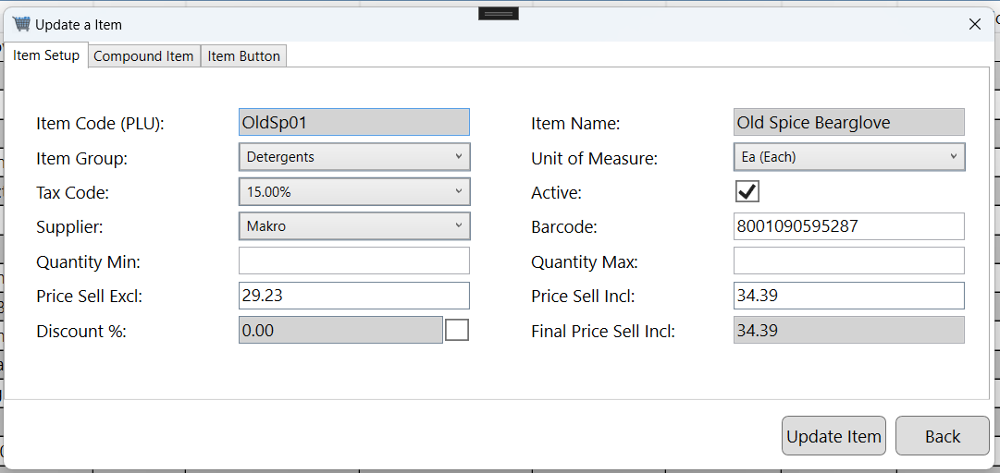 Update a Item
Item Setup Compound Item Item Button
Item Code (PLU): OldSp01 Item Name: Old Spice Bearglove
Item Group: Detergents Unit of Measure: Ea (Each)
Tax Code: 15.00% Active:
Supplier: Makro Barcode: 8001090595287
Quantity Min: Quantity Max:
Price Sell Excl: 29.23 Price Sell Incl: 34.39
Discount %: 0.00 Final Price Sell Incl: 34.39
Update Item Back